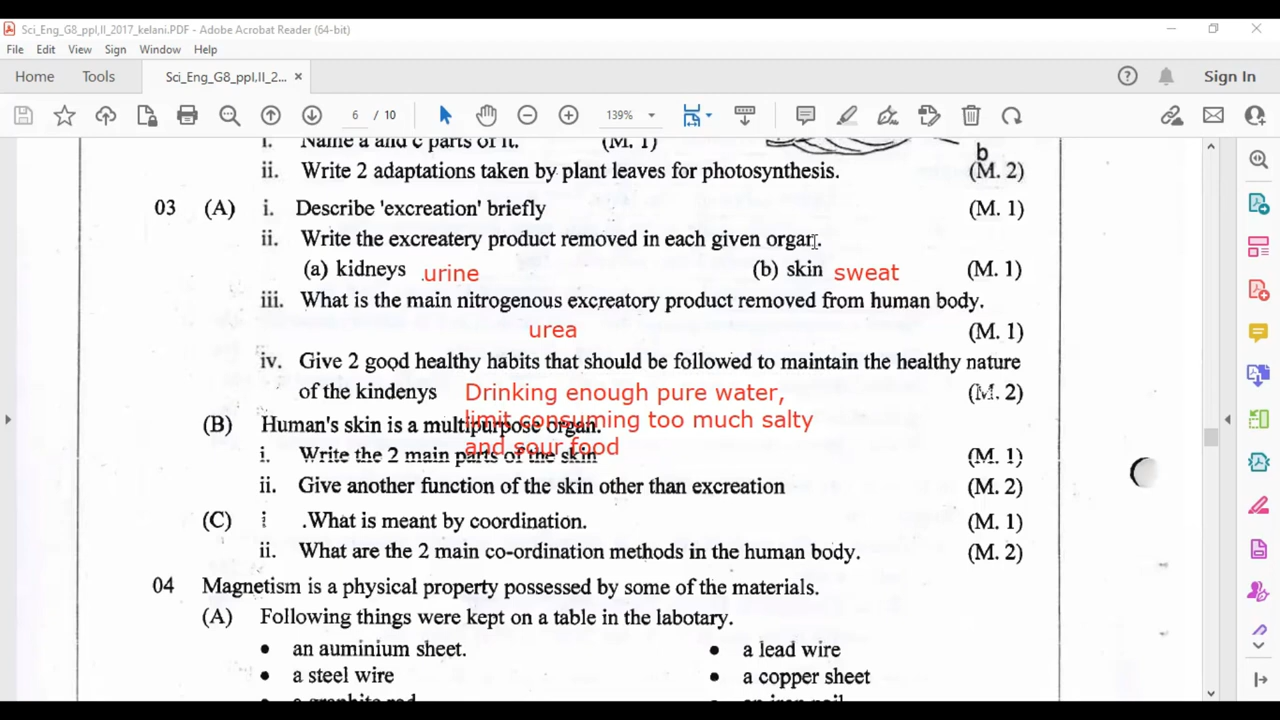 Sci_Eng_G8_ppl,II_2017_kelani.PDF - Adobe Acrobat Reader (64-bit)
File Edit View Sign Window Help
Home Tools Sci_Eng_G8_ppl,II_2... × Sign In
6 / 10 139%
i. Name a and c parts of it. (M. 1)
b
ii. Write 2 adaptations taken by plant leaves for photosynthesis. (M. 2)
03 (A) i. Describe 'excreation' briefly (M. 1)
ii. Write the excreatery product removed in each given organ.
(a) kidneys .urine (b) skin sweat (M. 1)
iii. What is the main nitrogenous excreatory product removed from human body.
urea (M. 1)
iv. Give 2 good healthy habits that should be followed to maintain the healthy nature
of the kindenys Drinking enough pure water, (M. 2)
limit consuming too much salty
(B) Human's skin is a multipurpose organ.
and sour food
i. Write the 2 main parts of the skin (M. 1)
ii. Give another function of the skin other than excreation (M. 2)
(C) i .What is meant by coordination. (M. 1)
ii. What are the 2 main co-ordination methods in the human body. (M. 2)
04 Magnetism is a physical property possessed by some of the materials.
(A) Following things were kept on a table in the labotary.
• an auminium sheet. • a lead wire
• a steel wire • a copper sheet